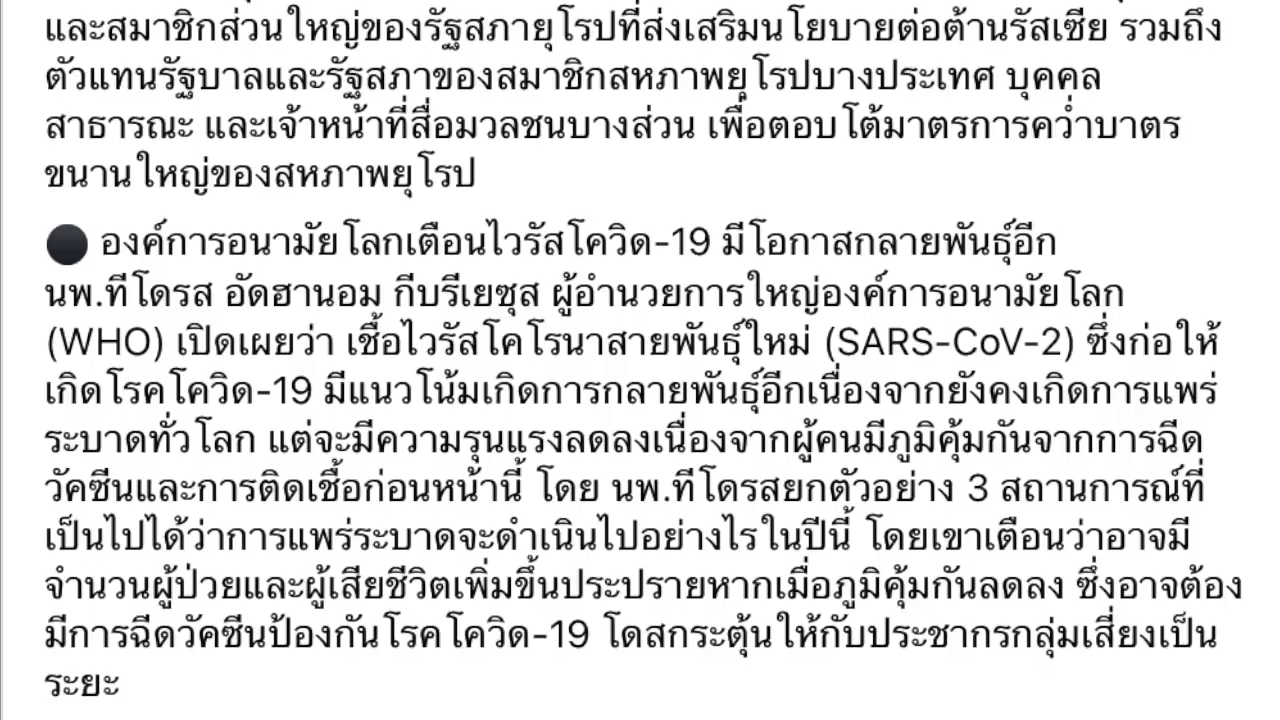 และสมาชิกส่วนใหญ่ของรัฐสภายุโรปที่ส่งเสริมนโยบายต่อต้านรัสเซีย รวมถึง
ตัวแทนรัฐบาลและรัฐสภาของสมาชิกสหภาพยุโรปบางประเทศ บุคคล
สาธารณะ และเจ้าหน้าที่สื่อมวลชนบางส่วน เพื่อตอบโต้มาตรการคว่ำบาตร
ขนานใหญ่ของสหภาพยุโรป
องค์การอนามัยโลกเตือนไวรัสโควิด-19 มีโอกาสกลายพันธุ์อีก
นพ.ทีโดรส อัดฮานอม กีบรีเยซุส ผู้อำนวยการใหญ่องค์การอนามัยโลก
(WHO) เปิดเผยว่า เชื้อไวรัสโคโรนาสายพันธุ์ใหม่ (SARS-CoV-2) ซึ่งก่อให้
เกิดโรคโควิด-19 มีแนวโน้มเกิดการกลายพันธุ์อีกเนื่องจากยังคงเกิดการแพร่
ระบาดทั่วโลก แต่จะมีความรุนแรงลดลงเนื่องจากผู้คนมีภูมิคุ้มกันจากการฉีด
วัคซีนและการติดเชื้อก่อนหน้านี้ โดย นพ.ทีโดรสยกตัวอย่าง 3 สถานการณ์ที่
เป็นไปได้ว่าการแพร่ระบาดจะดำเนินไปอย่างไรในปีนี้ โดยเขาเตือนว่าอาจมี
จำนวนผู้ป่วยและผู้เสียชีวิตเพิ่มขึ้นประปรายหากเมื่อภูมิคุ้มกันลดลง ซึ่งอาจต้อง
มีการฉีดวัคซีนป้องกันโรคโควิด-19 โดสกระตุ้นให้กับประชากรกลุ่มเสี่ยงเป็น
ระยะ